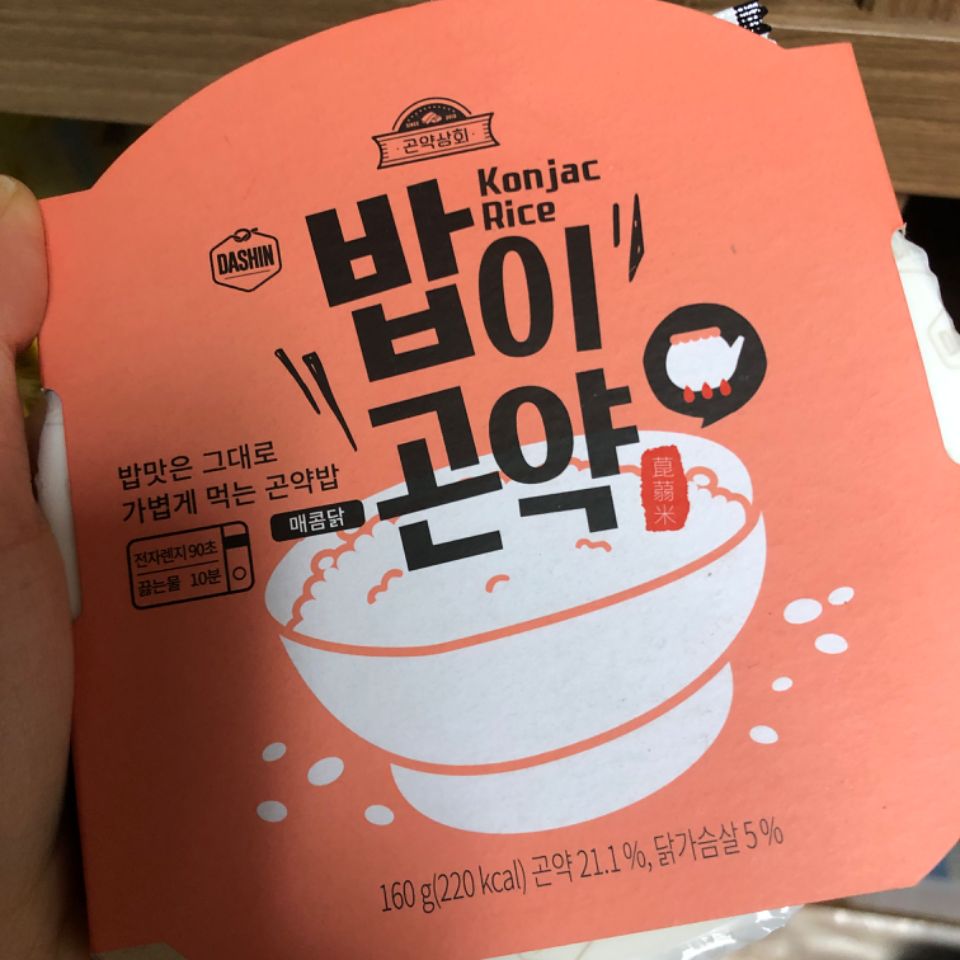 SINCE 2018
곤약상회
Konjac
Rice
DASHIN
밥이
곤약
蒟蒻米
밥맛은 그대로
가볍게 먹는 곤약밥
매콤닭
전자렌지 90초
끓는물 10분
160 g(220 kcal) 곤약 21.1 %, 닭가슴살 5 %